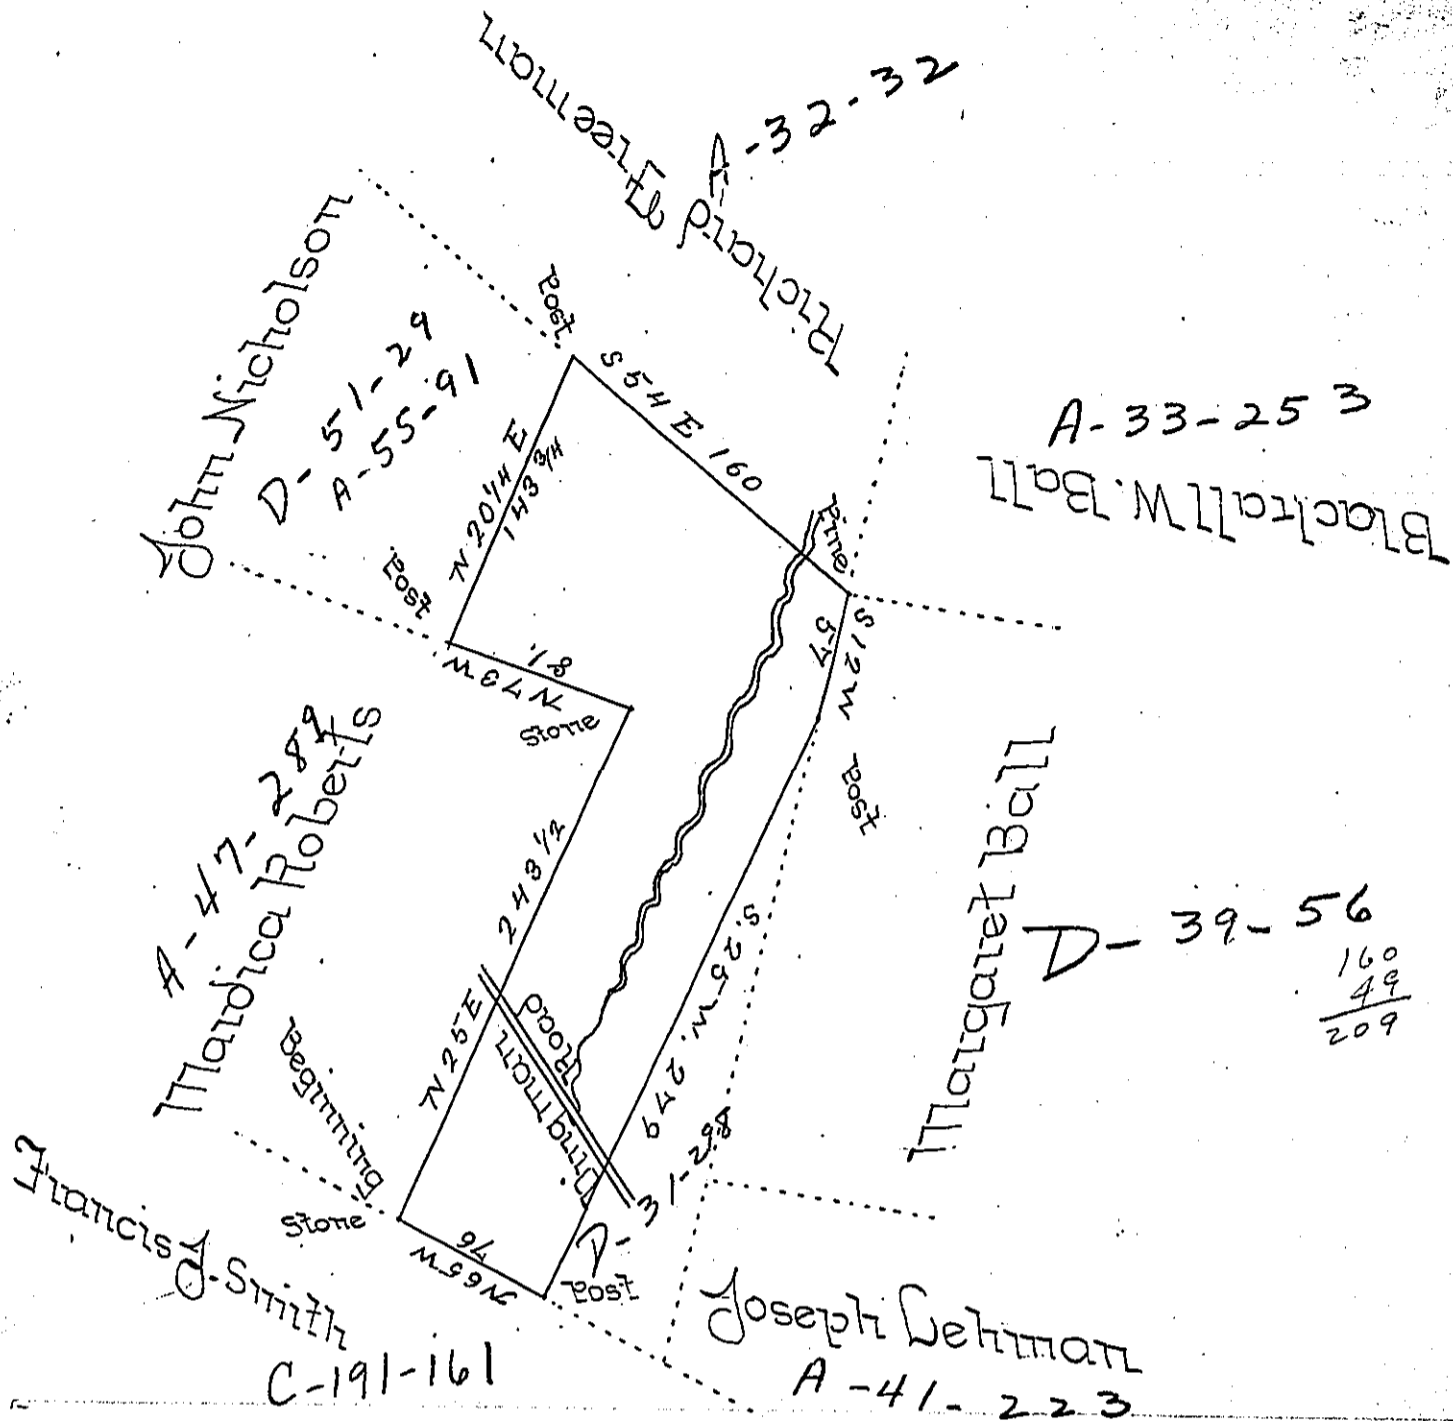 Richard Freeman
A-32-32
John Nicholson
D-51-29
A-55-91
Post
S 54 E 160
N 20 1/4 E
143 3/4
A-33-253
Blackall W. Ball
Pine
Post
N 73 W
81
Stone
S 12 W
57
Post
A-47-289
Mardica Roberts
243 1/2
N 25 E
S. 25 W. 279
Margaret Ball
D-39-56
160
49
209
Dingman
Road
Beginning
Stone
N 65 W
76
D-31-298
Post
Francis J. Smith
C-191-161
Joseph Lehman
A-41-223